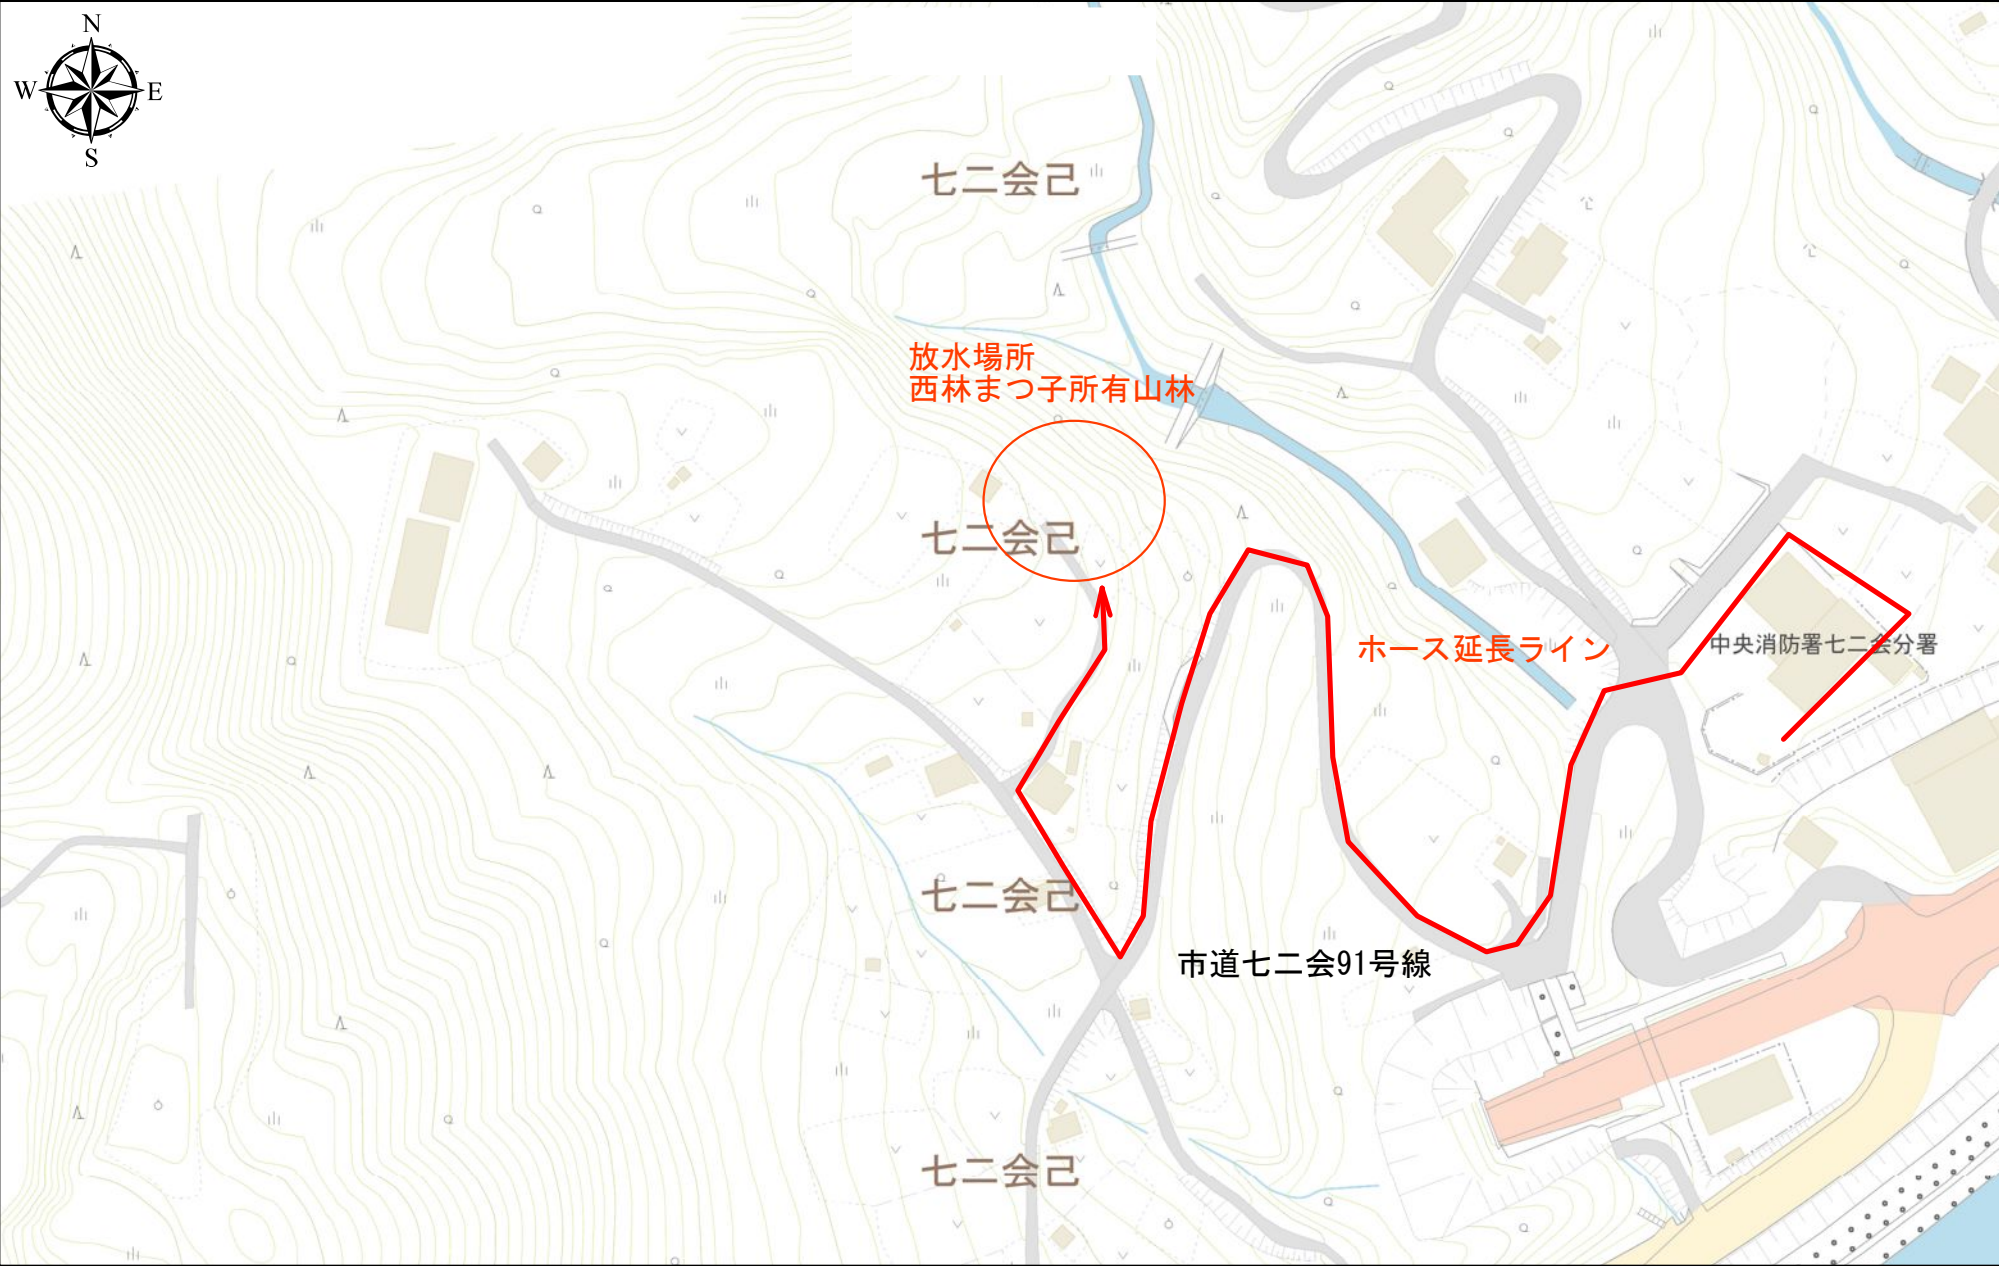 N
W
E
S
七二会己
放水場所
西林まつ子所有山林
七二会己
ホース延長ライン
中央消防署七二会分署
七二会己
市道七二会91号線
七二会己